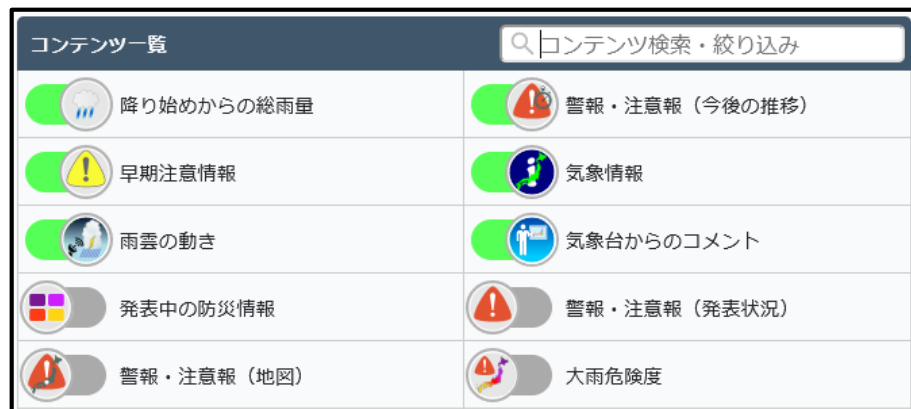 コンテンツ一覧
コンテンツ検索・絞り込み
降り始めからの総雨量
警報・注意報（今後の推移）
早期注意情報
気象情報
雨雲の動き
気象台からのコメント
発表中の防災情報
警報・注意報（発表状況）
警報・注意報（地図）
大雨危険度